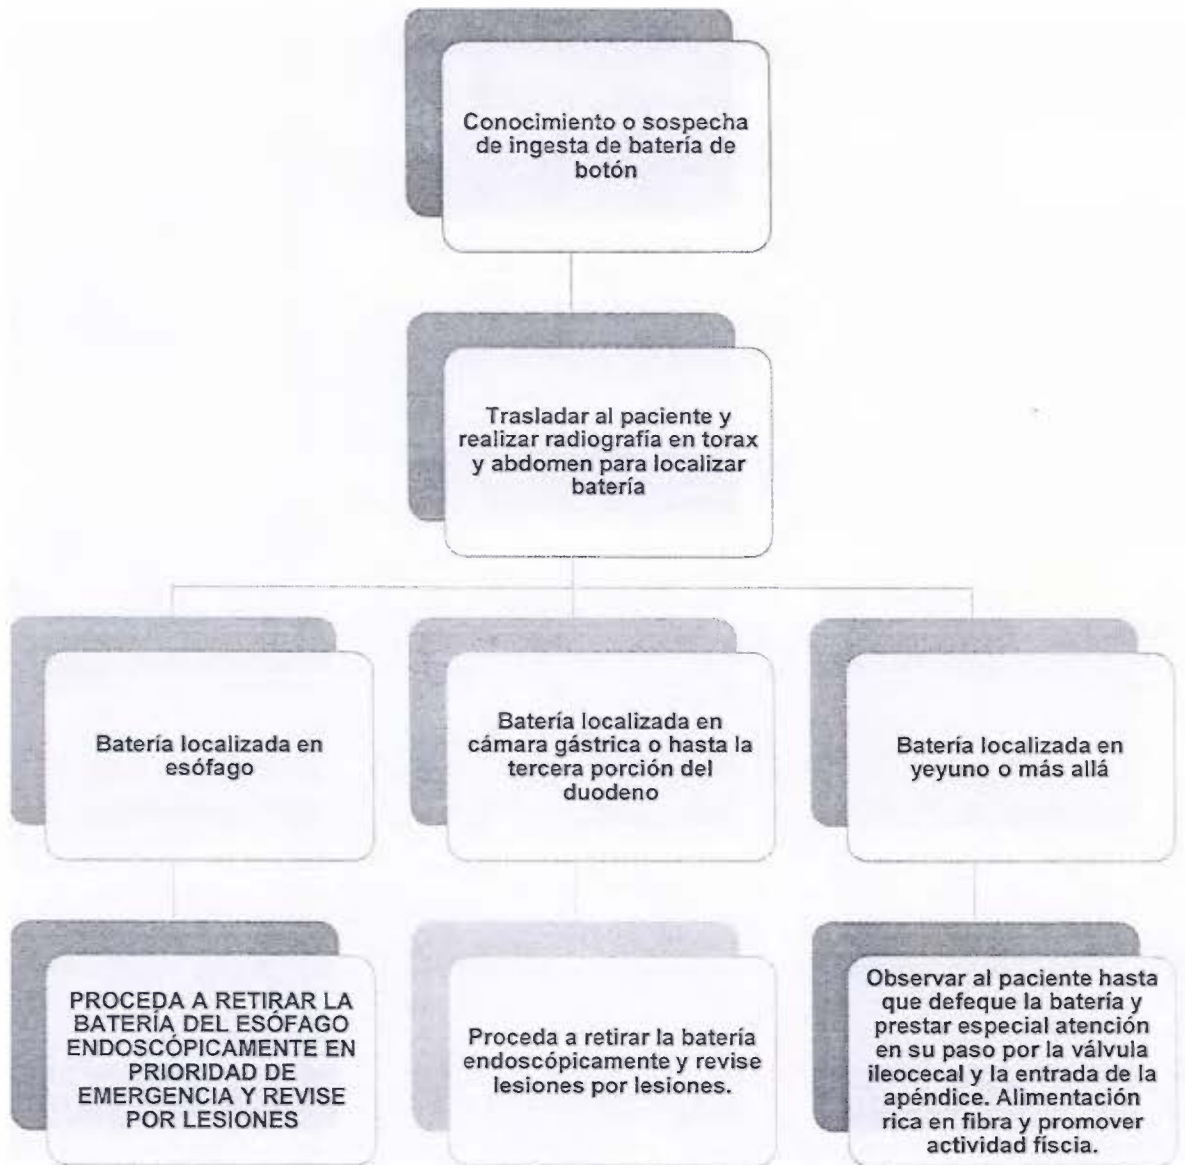 Conocimiento o sospecha
de ingesta de batería de
botón
Trasladar al paciente y
realizar radiografía en torax
y abdomen para localizar
batería
Batería localizada en
esófago
Batería localizada en
cámara gástrica o hasta la
tercera porción del
duodeno
Batería localizada en
yeyuno o más allá
PROCEDA A RETIRAR LA
BATERÍA DEL ESÓFAGO
ENDOSCÓPICAMENTE EN
PRIORIDAD DE
EMERGENCIA Y REVISE
POR LESIONES
Proceda a retirar la batería
endoscópicamente y revise
lesiones por lesiones.
Observar al paciente hasta
que defeque la batería y
prestar especial atención
en su paso por la válvula
ileocecal y la entrada de la
apéndice. Alimentación
rica en fibra y promover
actividad físcia.